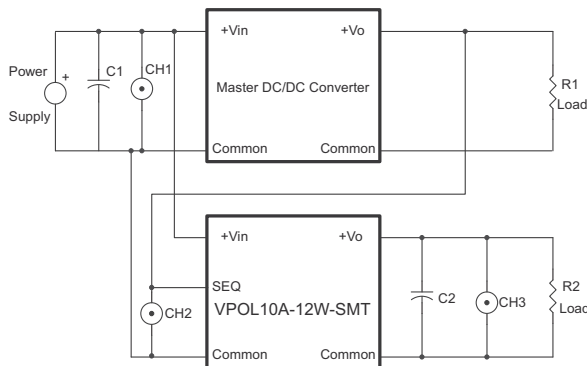 +Vin
+Vo
Power
+
Supply
C1
CH1
Master DC/DC Converter
R1
Load
Common
Common
+Vin
+Vo
SEQ
CH2
VPOL10A-12W-SMT
C2
CH3
R2
Load
Common
Common